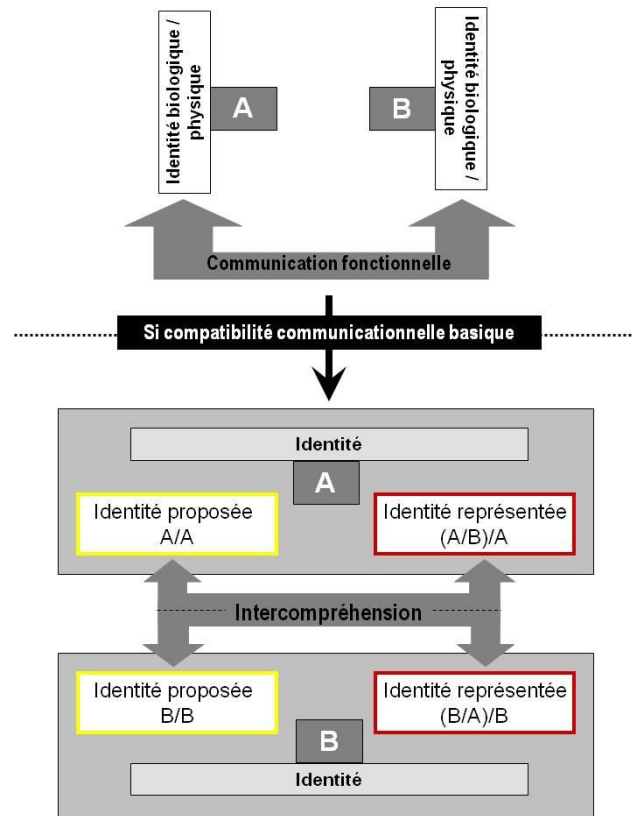 Identité biologique /
physique
A
B
Identité biologique /
physique
Communication fonctionnelle
Si compatibilité communicationnelle basique
Identité
A
Identité proposée
A/A
Identité représentée
(A/B)/A
Intercompréhension
Identité proposée
B/B
Identité représentée
(B/A)/B
B
Identité